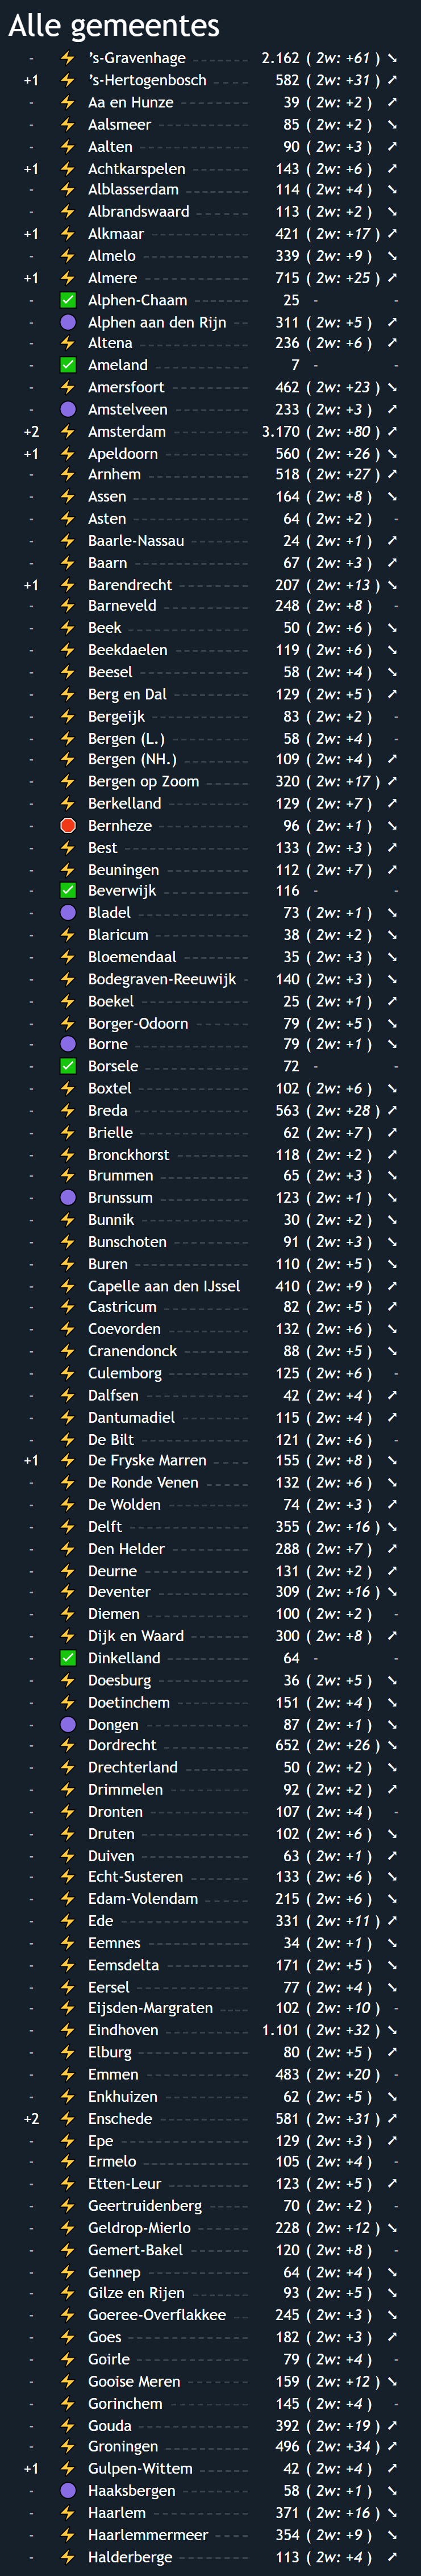 Alle gemeentes
- ⚡ ’s-Gravenhage 2.162 ( 2w: +61 ) ➘
+1 ⚡ ’s-Hertogenbosch 582 ( 2w: +31 ) ➚
- ⚡ Aa en Hunze 39 ( 2w: +2 ) ➚
- ⚡ Aalsmeer 85 ( 2w: +2 ) ➘
- ⚡ Aalten 90 ( 2w: +3 ) ➚
+1 ⚡ Achtkarspelen 143 ( 2w: +6 ) ➚
- ⚡ Alblasserdam 114 ( 2w: +4 ) ➘
- ⚡ Albrandswaard 113 ( 2w: +2 ) ➘
+1 ⚡ Alkmaar 421 ( 2w: +17 ) ➚
- ⚡ Almelo 339 ( 2w: +9 ) ➘
+1 ⚡ Almere 715 ( 2w: +25 ) ➚
- ✅ Alphen-Chaam 25 - -
- 🟣 Alphen aan den Rijn 311 ( 2w: +5 ) ➚
- ⚡ Altena 236 ( 2w: +6 ) ➚
- ✅ Ameland 7 - -
- ⚡ Amersfoort 462 ( 2w: +23 ) ➘
- 🟣 Amstelveen 233 ( 2w: +3 ) ➚
+2 ⚡ Amsterdam 3.170 ( 2w: +80 ) ➚
+1 ⚡ Apeldoorn 560 ( 2w: +26 ) ➘
- ⚡ Arnhem 518 ( 2w: +27 ) ➚
- ⚡ Assen 164 ( 2w: +8 ) ➘
- ⚡ Asten 64 ( 2w: +2 ) -
- ⚡ Baarle-Nassau 24 ( 2w: +1 ) ➚
- ⚡ Baarn 67 ( 2w: +3 ) ➚
+1 ⚡ Barendrecht 207 ( 2w: +13 ) ➘
- ⚡ Barneveld 248 ( 2w: +8 ) -
- ⚡ Beek 50 ( 2w: +6 ) ➘
- ⚡ Beekdaelen 119 ( 2w: +6 ) ➘
- ⚡ Beesel 58 ( 2w: +4 ) ➘
- ⚡ Berg en Dal 129 ( 2w: +5 ) ➚
- ⚡ Bergeijk 83 ( 2w: +2 ) -
- ⚡ Bergen (L.) 58 ( 2w: +4 ) -
- ⚡ Bergen (NH.) 109 ( 2w: +4 ) ➚
- ⚡ Bergen op Zoom 320 ( 2w: +17 ) ➚
- ⚡ Berkelland 129 ( 2w: +7 ) ➚
- 🛑 Bernheze 96 ( 2w: +1 ) ➘
- ⚡ Best 133 ( 2w: +3 ) ➚
- ⚡ Beuningen 112 ( 2w: +7 ) ➚
- ✅ Beverwijk 116 - -
- 🟣 Bladel 73 ( 2w: +1 ) ➘
- ⚡ Blaricum 38 ( 2w: +2 ) ➘
- ⚡ Bloemendaal 35 ( 2w: +3 ) ➘
- ⚡ Bodegraven-Reeuwijk 140 ( 2w: +3 ) ➘
- ⚡ Boekel 25 ( 2w: +1 ) ➚
- ⚡ Borger-Odoorn 79 ( 2w: +5 ) ➘
- 🟣 Borne 79 ( 2w: +1 ) ➘
- ✅ Borsele 72 - -
- ⚡ Boxtel 102 ( 2w: +6 ) ➘
- ⚡ Breda 563 ( 2w: +28 ) ➚
- ⚡ Brielle 62 ( 2w: +7 ) ➚
- ⚡ Bronckhorst 118 ( 2w: +2 ) ➚
- ⚡ Brummen 65 ( 2w: +3 ) ➘
- 🟣 Brunssum 123 ( 2w: +1 ) ➘
- ⚡ Bunnik 30 ( 2w: +2 ) ➘
- ⚡ Bunschoten 91 ( 2w: +3 ) ➘
- ⚡ Buren 110 ( 2w: +5 ) ➘
- ⚡ Capelle aan den IJssel 410 ( 2w: +9 ) ➚
- ⚡ Castricum 82 ( 2w: +5 ) ➚
- ⚡ Coevorden 132 ( 2w: +6 ) ➘
- ⚡ Cranendonck 88 ( 2w: +5 ) ➘
- ⚡ Culemborg 125 ( 2w: +6 ) -
- ⚡ Dalfsen 42 ( 2w: +4 ) ➚
- ⚡ Dantumadiel 115 ( 2w: +4 ) ➚
- ⚡ De Bilt 121 ( 2w: +6 ) -
+1 ⚡ De Fryske Marren 155 ( 2w: +8 ) ➘
- ⚡ De Ronde Venen 132 ( 2w: +6 ) ➘
- ⚡ De Wolden 74 ( 2w: +3 ) ➚
- ⚡ Delft 355 ( 2w: +16 ) ➘
- ⚡ Den Helder 288 ( 2w: +7 ) ➚
- ⚡ Deurne 131 ( 2w: +2 ) ➚
- ⚡ Deventer 309 ( 2w: +16 ) ➘
- ⚡ Diemen 100 ( 2w: +2 ) -
- ⚡ Dijk en Waard 300 ( 2w: +8 ) ➚
- ✅ Dinkelland 64 - -
- ⚡ Doesburg 36 ( 2w: +5 ) ➘
- ⚡ Doetinchem 151 ( 2w: +4 ) ➘
- 🟣 Dongen 87 ( 2w: +1 ) ➘
- ⚡ Dordrecht 652 ( 2w: +26 ) ➘
- ⚡ Drechterland 50 ( 2w: +2 ) ➘
- ⚡ Drimmelen 92 ( 2w: +2 ) ➚
- ⚡ Dronten 107 ( 2w: +4 ) -
- ⚡ Druten 102 ( 2w: +6 ) ➘
- ⚡ Duiven 63 ( 2w: +1 ) ➚
- ⚡ Echt-Susteren 133 ( 2w: +6 ) ➘
- ⚡ Edam-Volendam 215 ( 2w: +6 ) ➘
- ⚡ Ede 331 ( 2w: +11 ) ➚
- ⚡ Eemnes 34 ( 2w: +1 ) ➘
- ⚡ Eemsdelta 171 ( 2w: +5 ) ➘
- ⚡ Eersel 77 ( 2w: +4 ) ➘
- ⚡ Eijsden-Margraten 102 ( 2w: +10 ) -
- ⚡ Eindhoven 1.101 ( 2w: +32 ) ➘
- ⚡ Elburg 80 ( 2w: +5 ) ➚
- ⚡ Emmen 483 ( 2w: +20 ) -
- ⚡ Enkhuizen 62 ( 2w: +5 ) ➘
+2 ⚡ Enschede 581 ( 2w: +31 ) ➚
- ⚡ Epe 129 ( 2w: +3 ) ➚
- ⚡ Ermelo 105 ( 2w: +4 ) -
- ⚡ Etten-Leur 123 ( 2w: +5 ) ➚
- ⚡ Geertruidenberg 70 ( 2w: +2 ) -
- ⚡ Geldrop-Mierlo 228 ( 2w: +12 ) ➘
- ⚡ Gemert-Bakel 120 ( 2w: +8 ) -
- ⚡ Gennep 64 ( 2w: +4 ) ➘
- ⚡ Gilze en Rijen 93 ( 2w: +5 ) ➘
- ⚡ Goeree-Overflakkee 245 ( 2w: +3 ) ➘
- ⚡ Goes 182 ( 2w: +3 ) ➚
- ⚡ Goirle 79 ( 2w: +4 ) -
- ⚡ Gooise Meren 159 ( 2w: +12 ) ➘
- ⚡ Gorinchem 145 ( 2w: +4 ) -
- ⚡ Gouda 392 ( 2w: +19 ) ➚
- ⚡ Groningen 496 ( 2w: +34 ) ➚
+1 ⚡ Gulpen-Wittem 42 ( 2w: +4 ) ➚
- 🟣 Haaksbergen 58 ( 2w: +1 ) ➘
- ⚡ Haarlem 371 ( 2w: +16 ) ➘
- ⚡ Haarlemmermeer 354 ( 2w: +9 ) ➘
- ⚡ Halderberge 113 ( 2w: +4 ) ➚